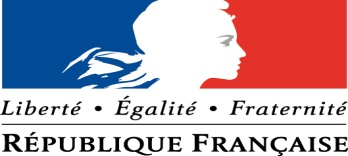 Liberté • Égalité • Fraternité
RÉPUBLIQUE FRANÇAISE